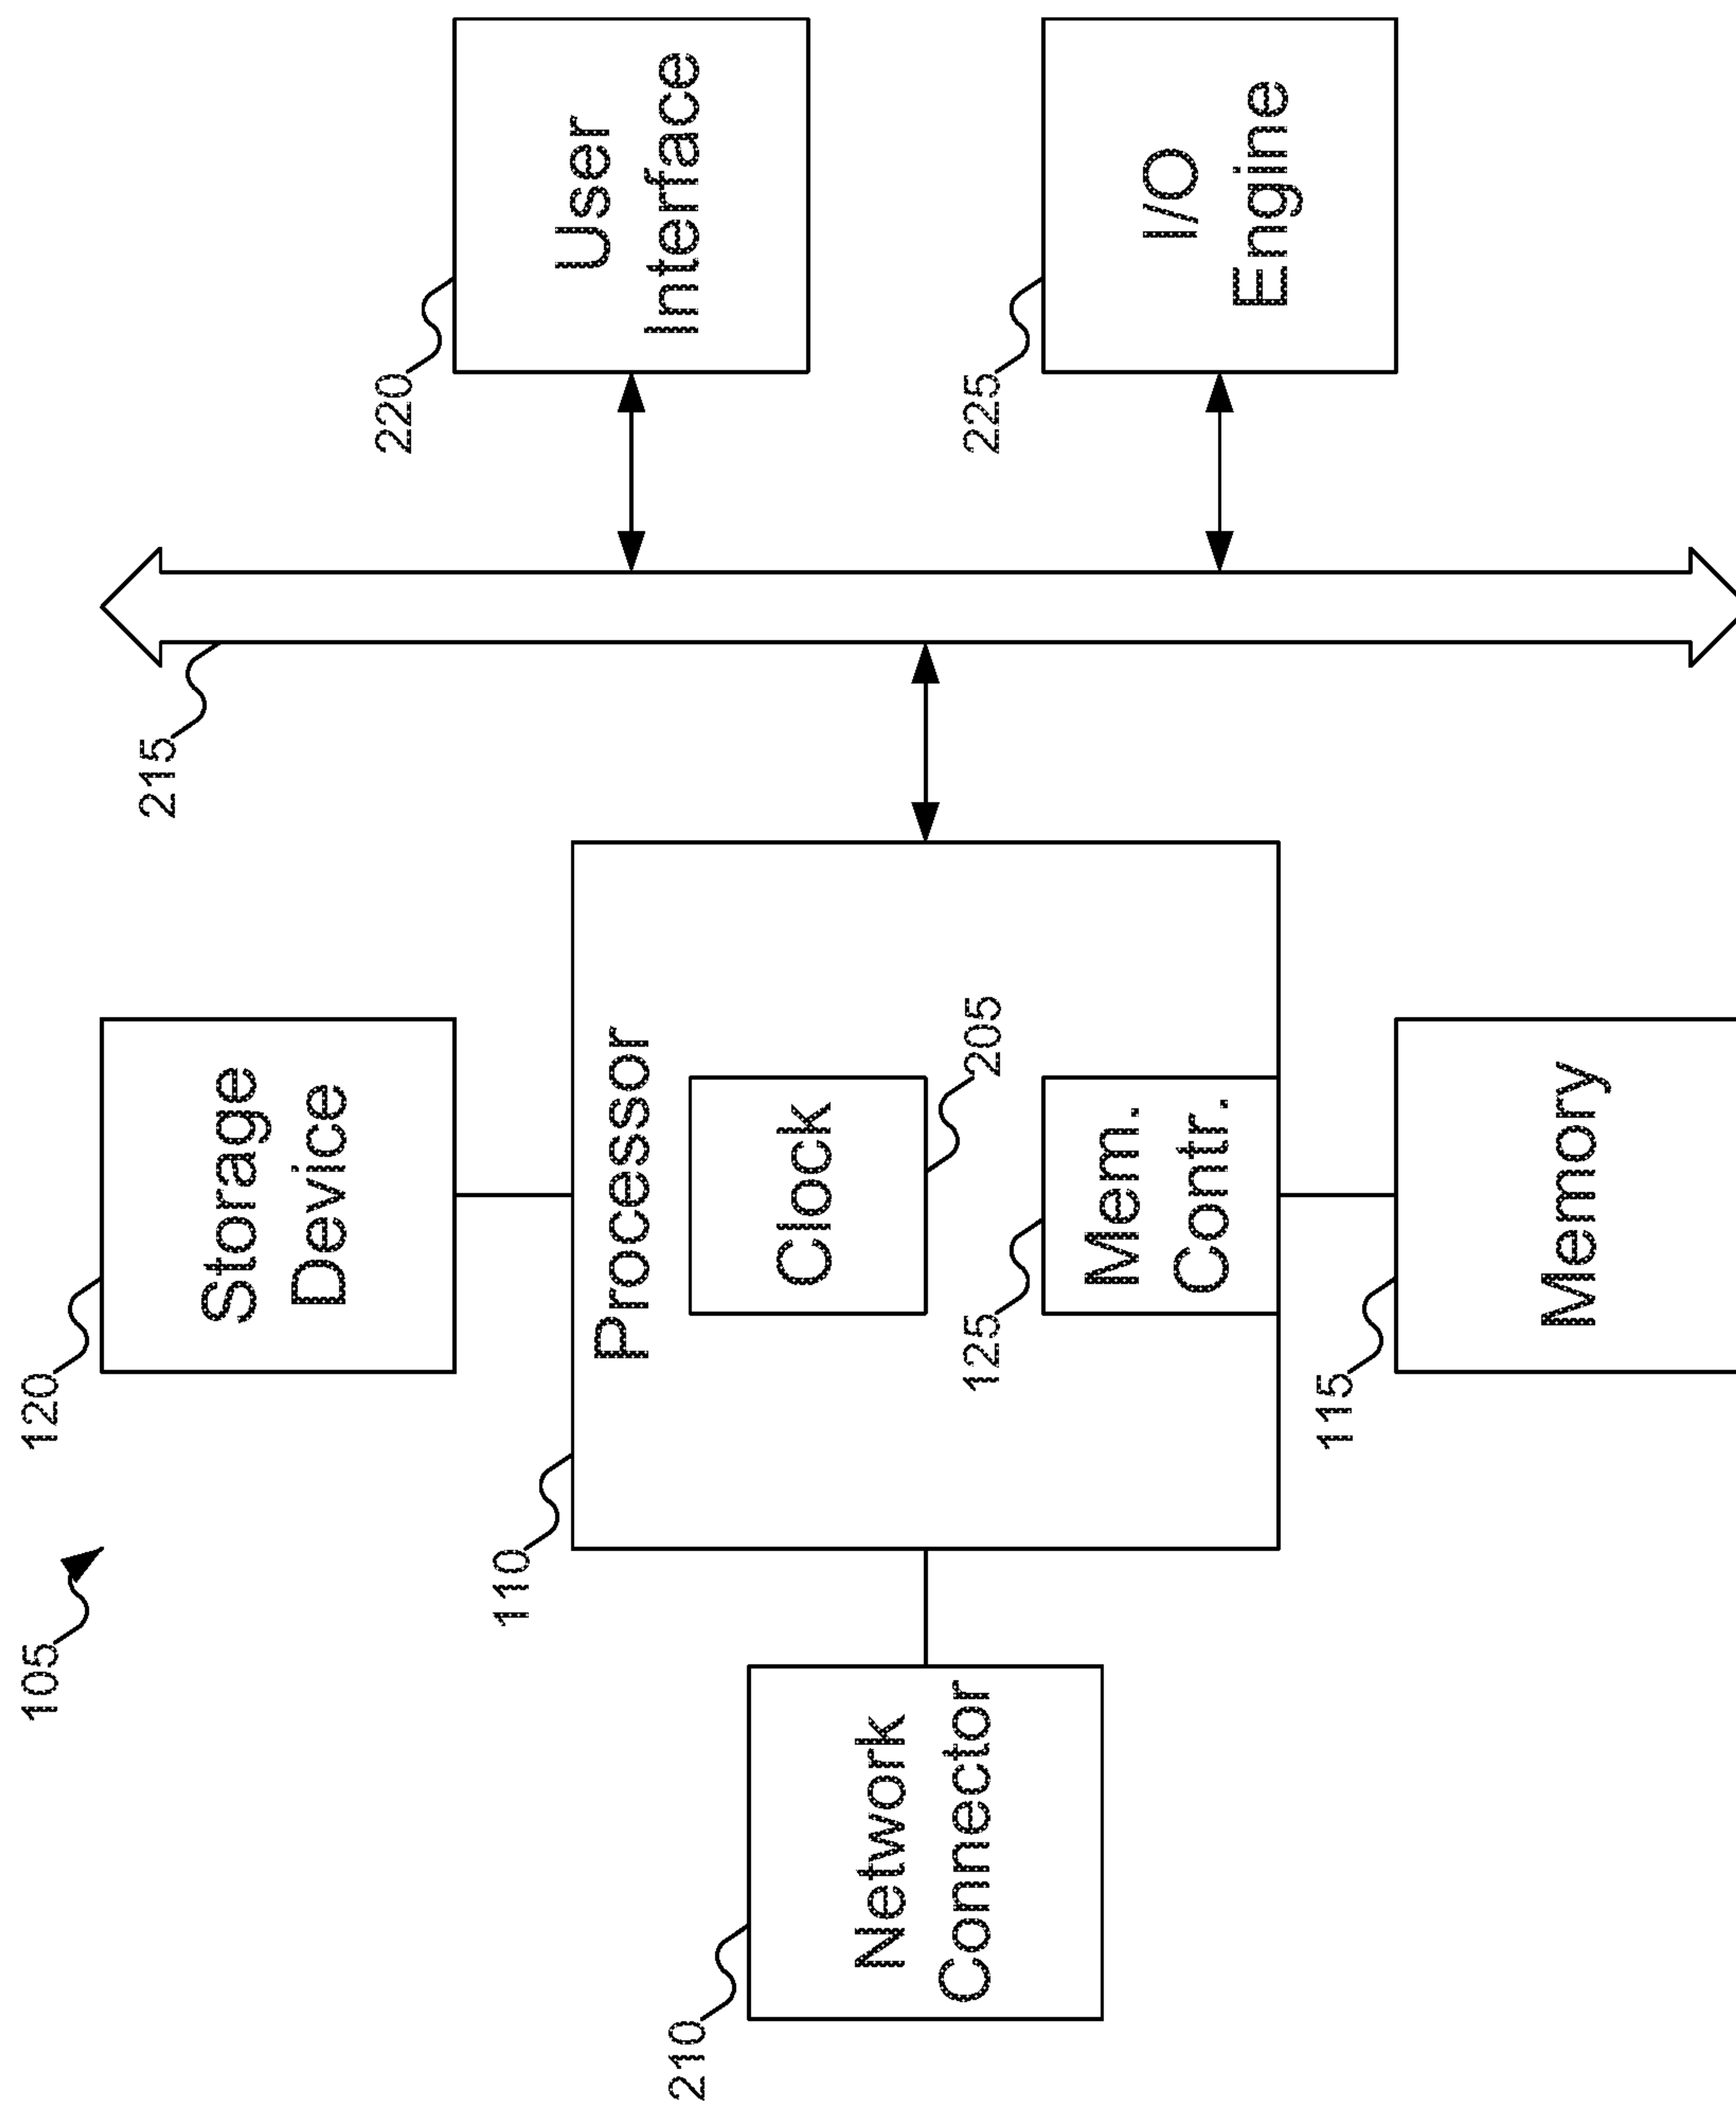 105
120
Storage
Device
110
Processor
210
Network
Connector
Clock
205
125
Mem.
Contr.
115
Memory
215
220
User
Interface
225
I/O
Engine